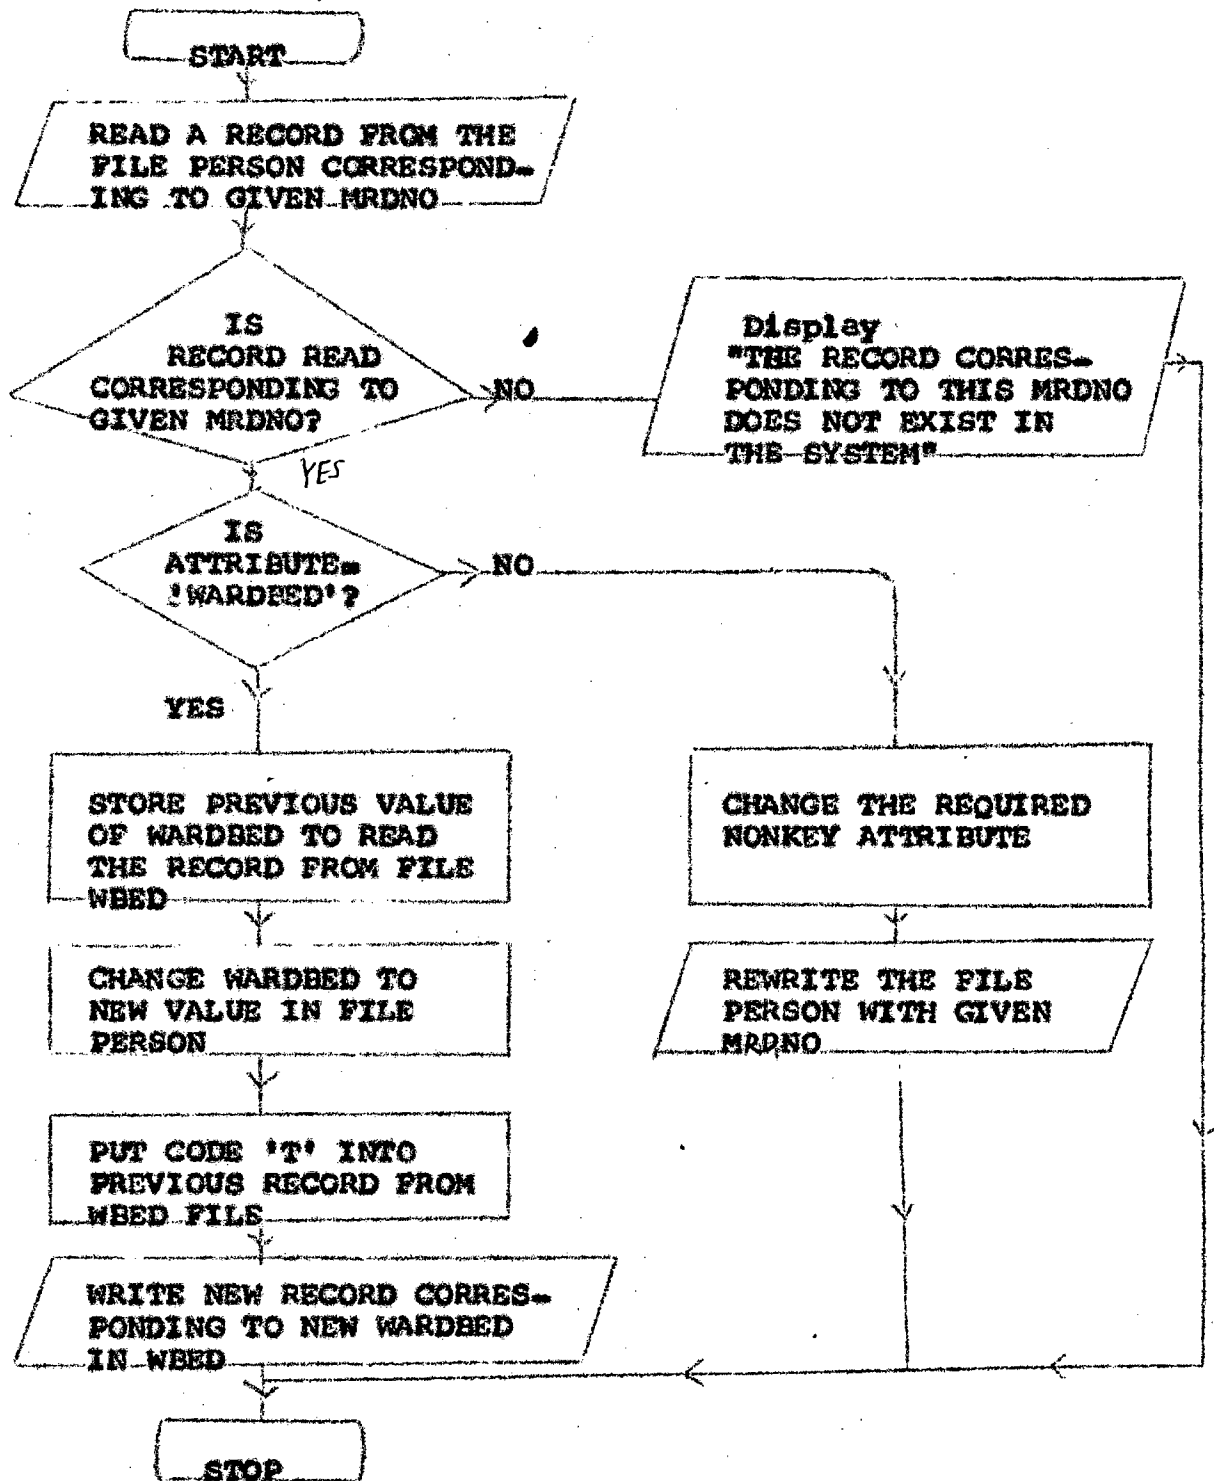 START
READ A RECORD FROM THE
FILE PERSON CORRESPOND-
ING TO GIVEN MRDNO
IS
RECORD READ
CORRESPONDING TO
GIVEN MRDNO?
NO
Display
"THE RECORD CORRES-
PONDING TO THIS MRDNO
DOES NOT EXIST IN
THE SYSTEM"
YES
IS
ATTRIBUTE=
'WARDBED'?
NO
YES
STORE PREVIOUS VALUE
OF WARDBED TO READ
THE RECORD FROM FILE
WBED
CHANGE THE REQUIRED
NONKEY ATTRIBUTE
CHANGE WARDBED TO
NEW VALUE IN FILE
PERSON
REWRITE THE FILE
PERSON WITH GIVEN
MRDNO
PUT CODE 'T' INTO
PREVIOUS RECORD FROM
WBED FILE
WRITE NEW RECORD CORRES-
PONDING TO NEW WARDBED
IN WBED
STOP